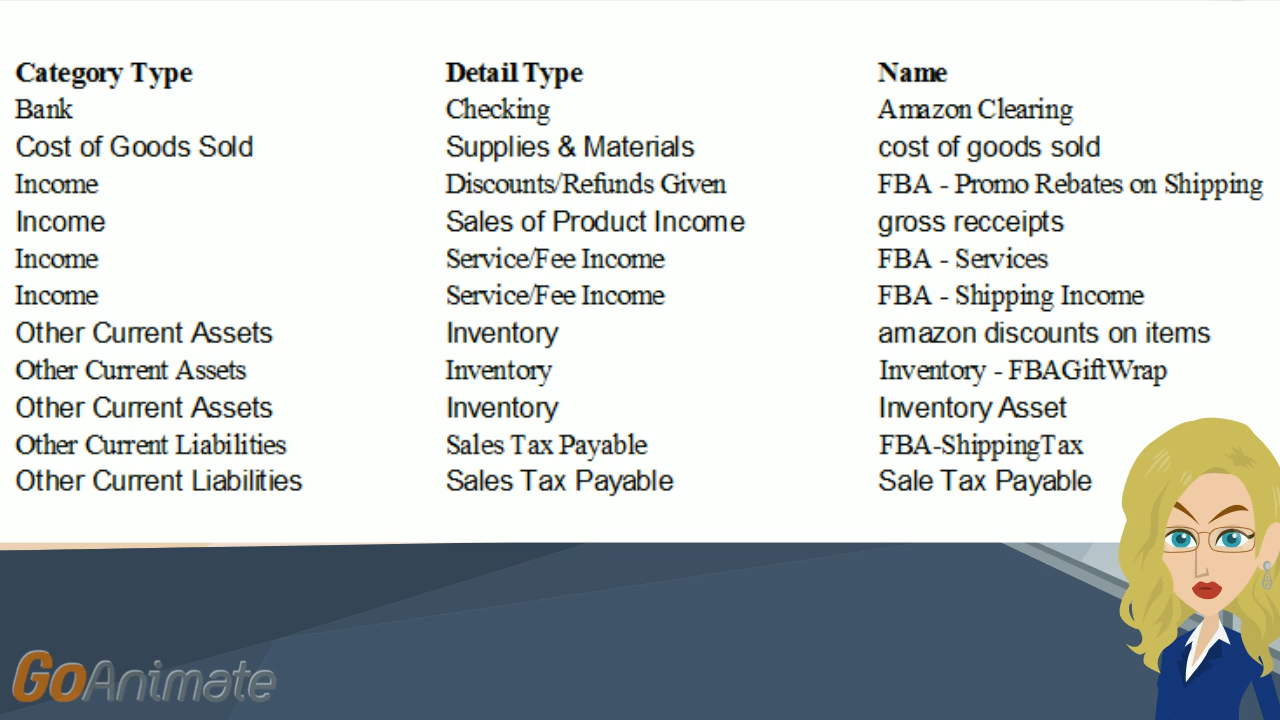 Category Type Detail Type Name
Bank Checking Amazon Clearing
Cost of Goods Sold Supplies & Materials cost of goods sold
Income Discounts/Refunds Given FBA - Promo Rebates on Shipping
Income Sales of Product Income gross recceipts
Income Service/Fee Income FBA - Services
Income Service/Fee Income FBA - Shipping Income
Other Current Assets Inventory amazon discounts on items
Other Current Assets Inventory Inventory - FBAGiftWrap
Other Current Assets Inventory Inventory Asset
Other Current Liabilities Sales Tax Payable FBA-ShippingTax
Other Current Liabilities Sales Tax Payable Sale Tax Payable
GoAnimate